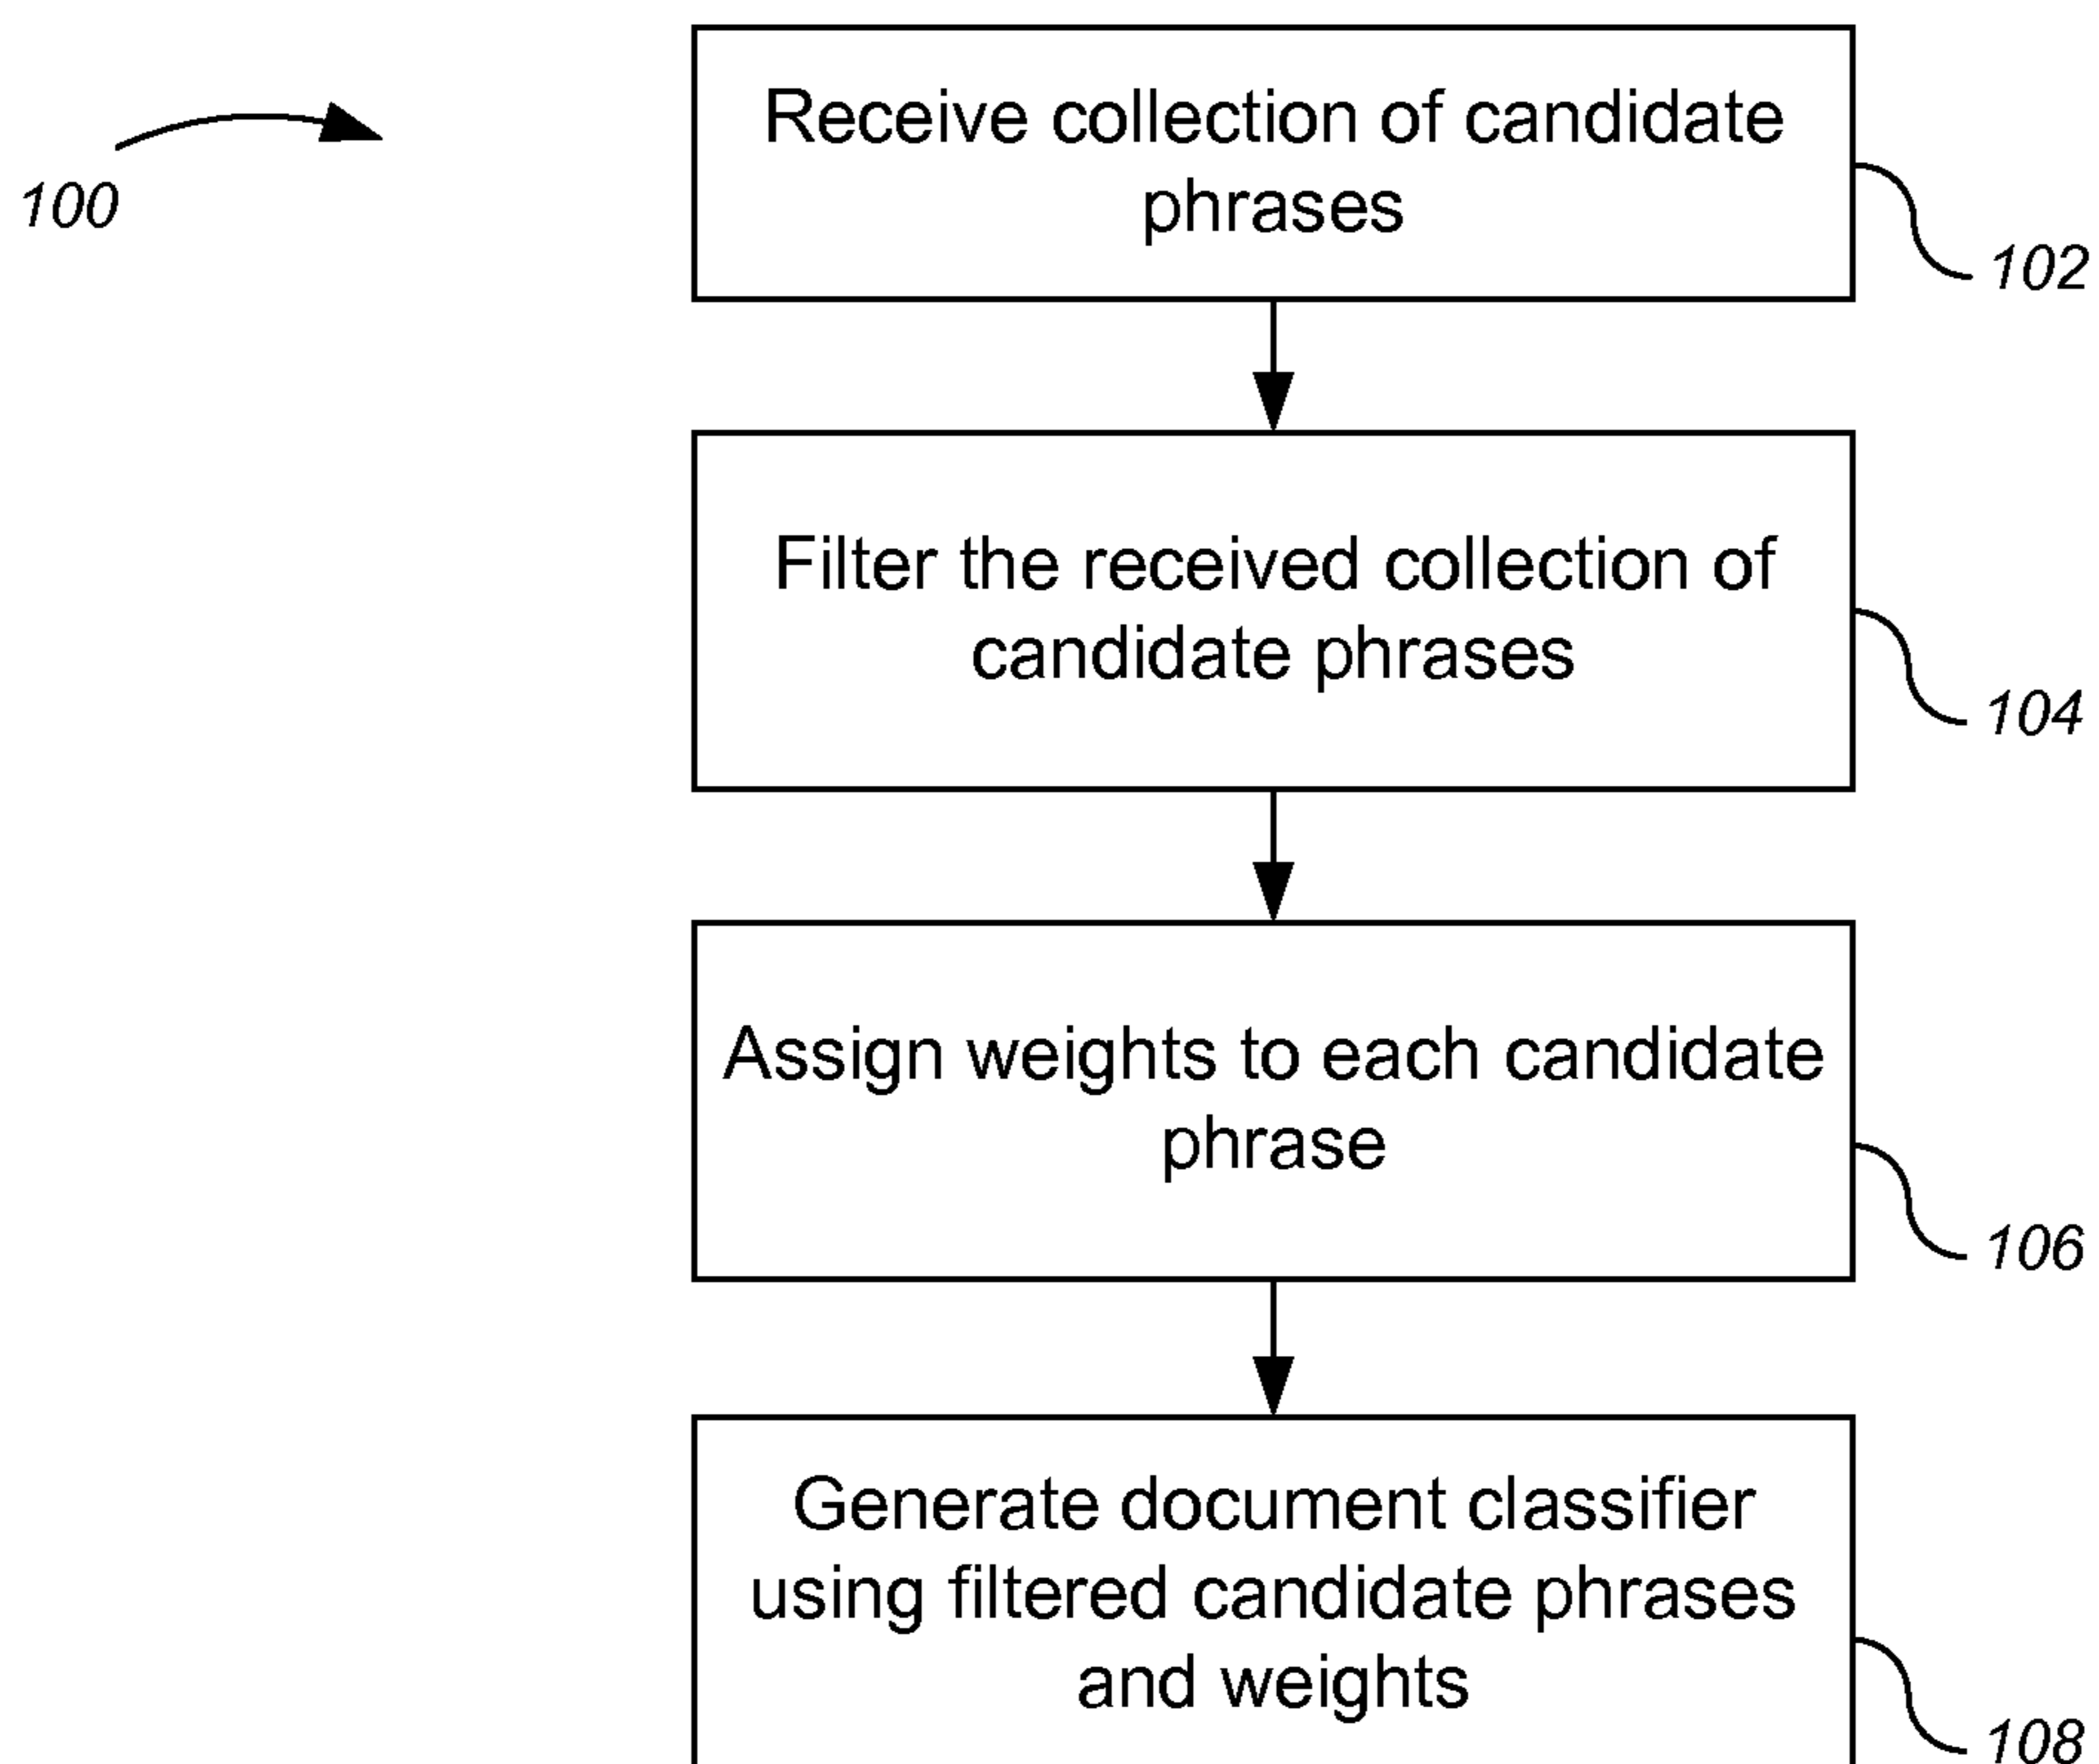 100
Receive collection of candidate
phrases
102
Filter the received collection of
candidate phrases
104
Assign weights to each candidate
phrase
106
Generate document classifier
using filtered candidate phrases
and weights
108